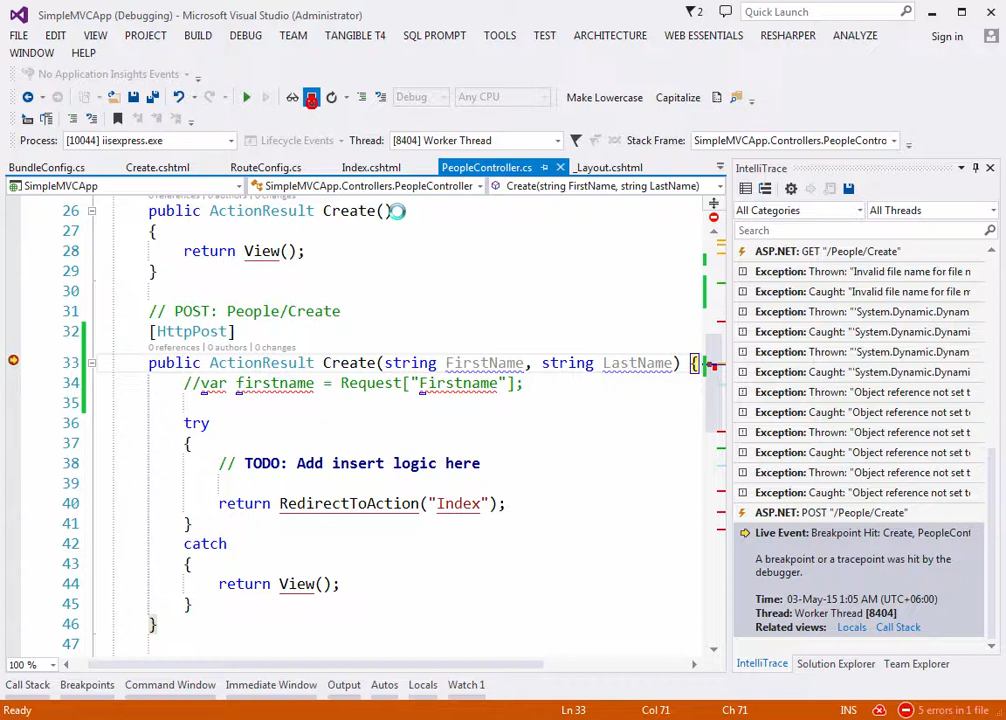 SimpleMVCApp (Debugging) - Microsoft Visual Studio (Administrator)
2
Quick Launch
FILE EDIT VIEW PROJECT BUILD DEBUG TEAM TANGIBLE T4 SQL PROMPT TOOLS TEST ARCHITECTURE WEB ESSENTIALS RESHARPER ANALYZE Sign in
WINDOW HELP
No Application Insights Events
Debug Any CPU Make Lowercase Capitalize
Process: [10044] iisexpress.exe Lifecycle Events Thread: [8404] Worker Thread Stack Frame: SimpleMVCApp.Controllers.PeopleContro
BundleConfig.cs Create.cshtml RouteConfig.cs Index.cshtml PeopleController.cs _Layout.cshtml
SimpleMVCApp SimpleMVCApp.Controllers.PeopleController Create(string FirstName, string LastName)
0 references | 0 authors | 0 changes
26 public ActionResult Create()
27 {
28 return View();
29 }
30
31 // POST: People/Create
32 [HttpPost]
0 references | 0 authors | 0 changes
33 public ActionResult Create(string FirstName, string LastName) {
34 //var firstname = Request["Firstname"];
35
36 try
37 {
38 // TODO: Add insert logic here
39
40 return RedirectToAction("Index");
41 }
42 catch
43 {
44 return View();
45 }
46 }
47
100 %
IntelliTrace
All Categories All Threads
Search
ASP.NET: GET "/People/Create"
Exception: Thrown: "Invalid file name for file n
Exception: Caught: "Invalid file name for file m
Exception: Thrown: "'System.Dynamic.Dynam
Exception: Caught: "'System.Dynamic.Dynam
Exception: Thrown: "'System.Dynamic.Dynam
Exception: Caught: "'System.Dynamic.Dynam
Exception: Thrown: "Object reference not set t
Exception: Caught: "Object reference not set to
Exception: Thrown: "Object reference not set t
Exception: Caught: "Object reference not set to
Exception: Thrown: "Object reference not set t
Exception: Caught: "Object reference not set to
ASP.NET: POST "/People/Create"
Live Event: Breakpoint Hit: Create, PeopleCont
A breakpoint or a tracepoint was hit by the
debugger.
Time: 03-May-15 1:05 AM (UTC+06:00)
Thread: Worker Thread [8404]
Related views: Locals Call Stack
IntelliTrace Solution Explorer Team Explorer
Call Stack Breakpoints Command Window Immediate Window Output Autos Locals Watch 1
Ready Ln 33 Col 71 Ch 71 INS 5 errors in 1 file